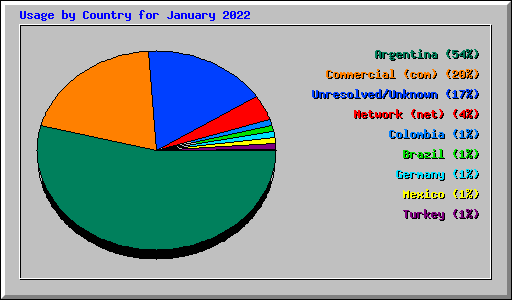 Usage by Country for January 2022
Argentina (54%)
Commercial (com) (20%)
Unresolved/Unknown (17%)
Network (net) (4%)
Colombia (1%)
Brazil (1%)
Germany (1%)
Mexico (1%)
Turkey (1%)